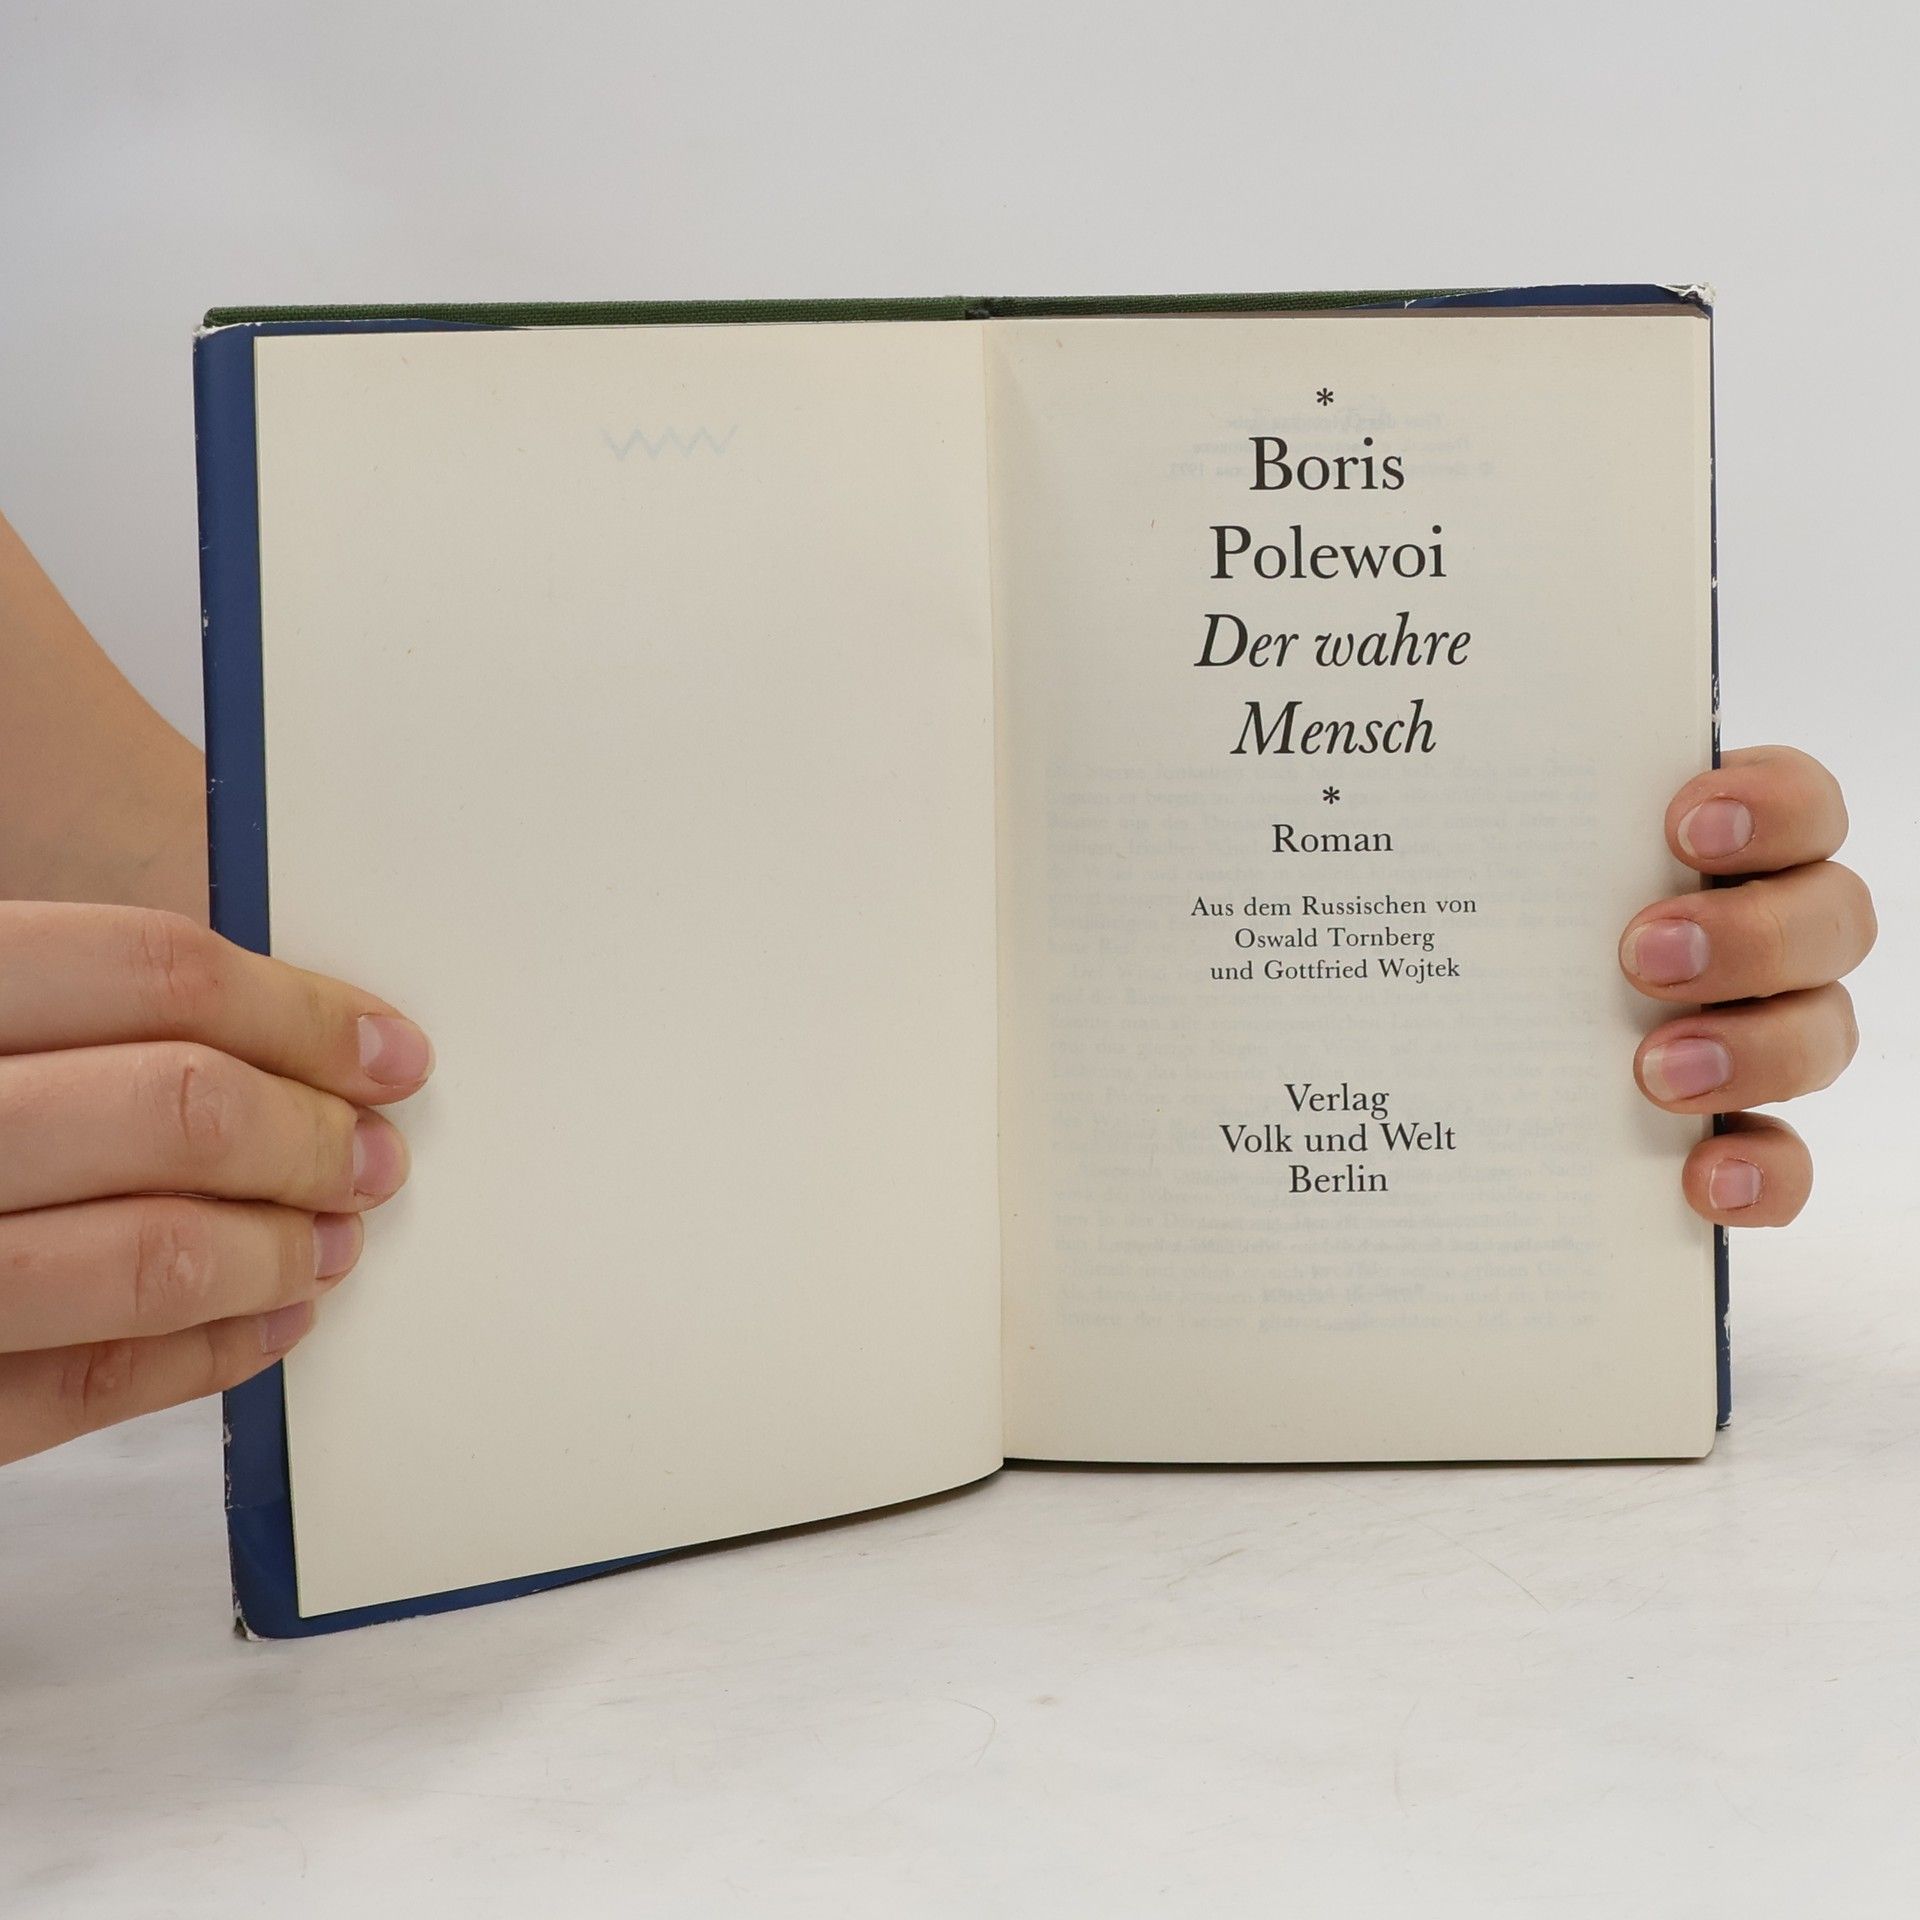 *
Boris
Polewoi
Der wahre
Mensch
*
Roman
Aus dem Russischen von
Oswald Tornberg
und Gottfried Wojtek
Verlag
Volk und Welt
Berlin